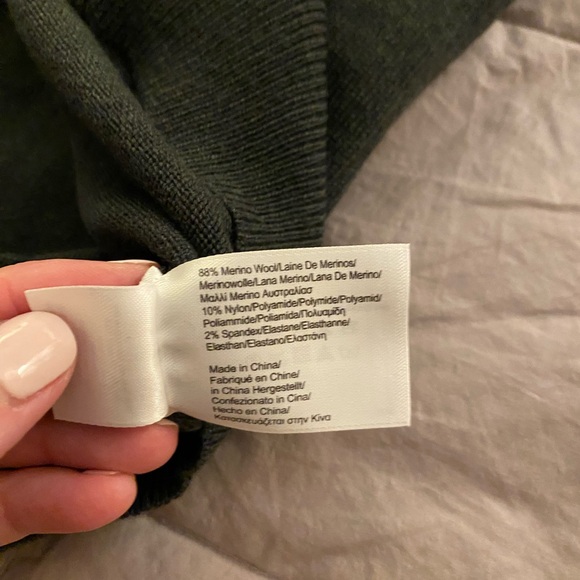 88% Merino Wool/Laine De Merinos/
Merinowolle/Lana Merino/Lana De Merino/
Μαλλί Μερινο Αυστραλίασ
10% Nylon/Polyamide/Polymide/Polyamid/
Poliammide/Poliamida/Πολυαμίδη
2% Spandex/Elastane/Elasthanne/
Elasthan/Elastano/Ελαστάνη
Made in China/
Fabriqué en Chine/
in China Hergestellt/
Confezionato in Cina/
Hecho en China/
Κατασκευάζεται στην Κίνα